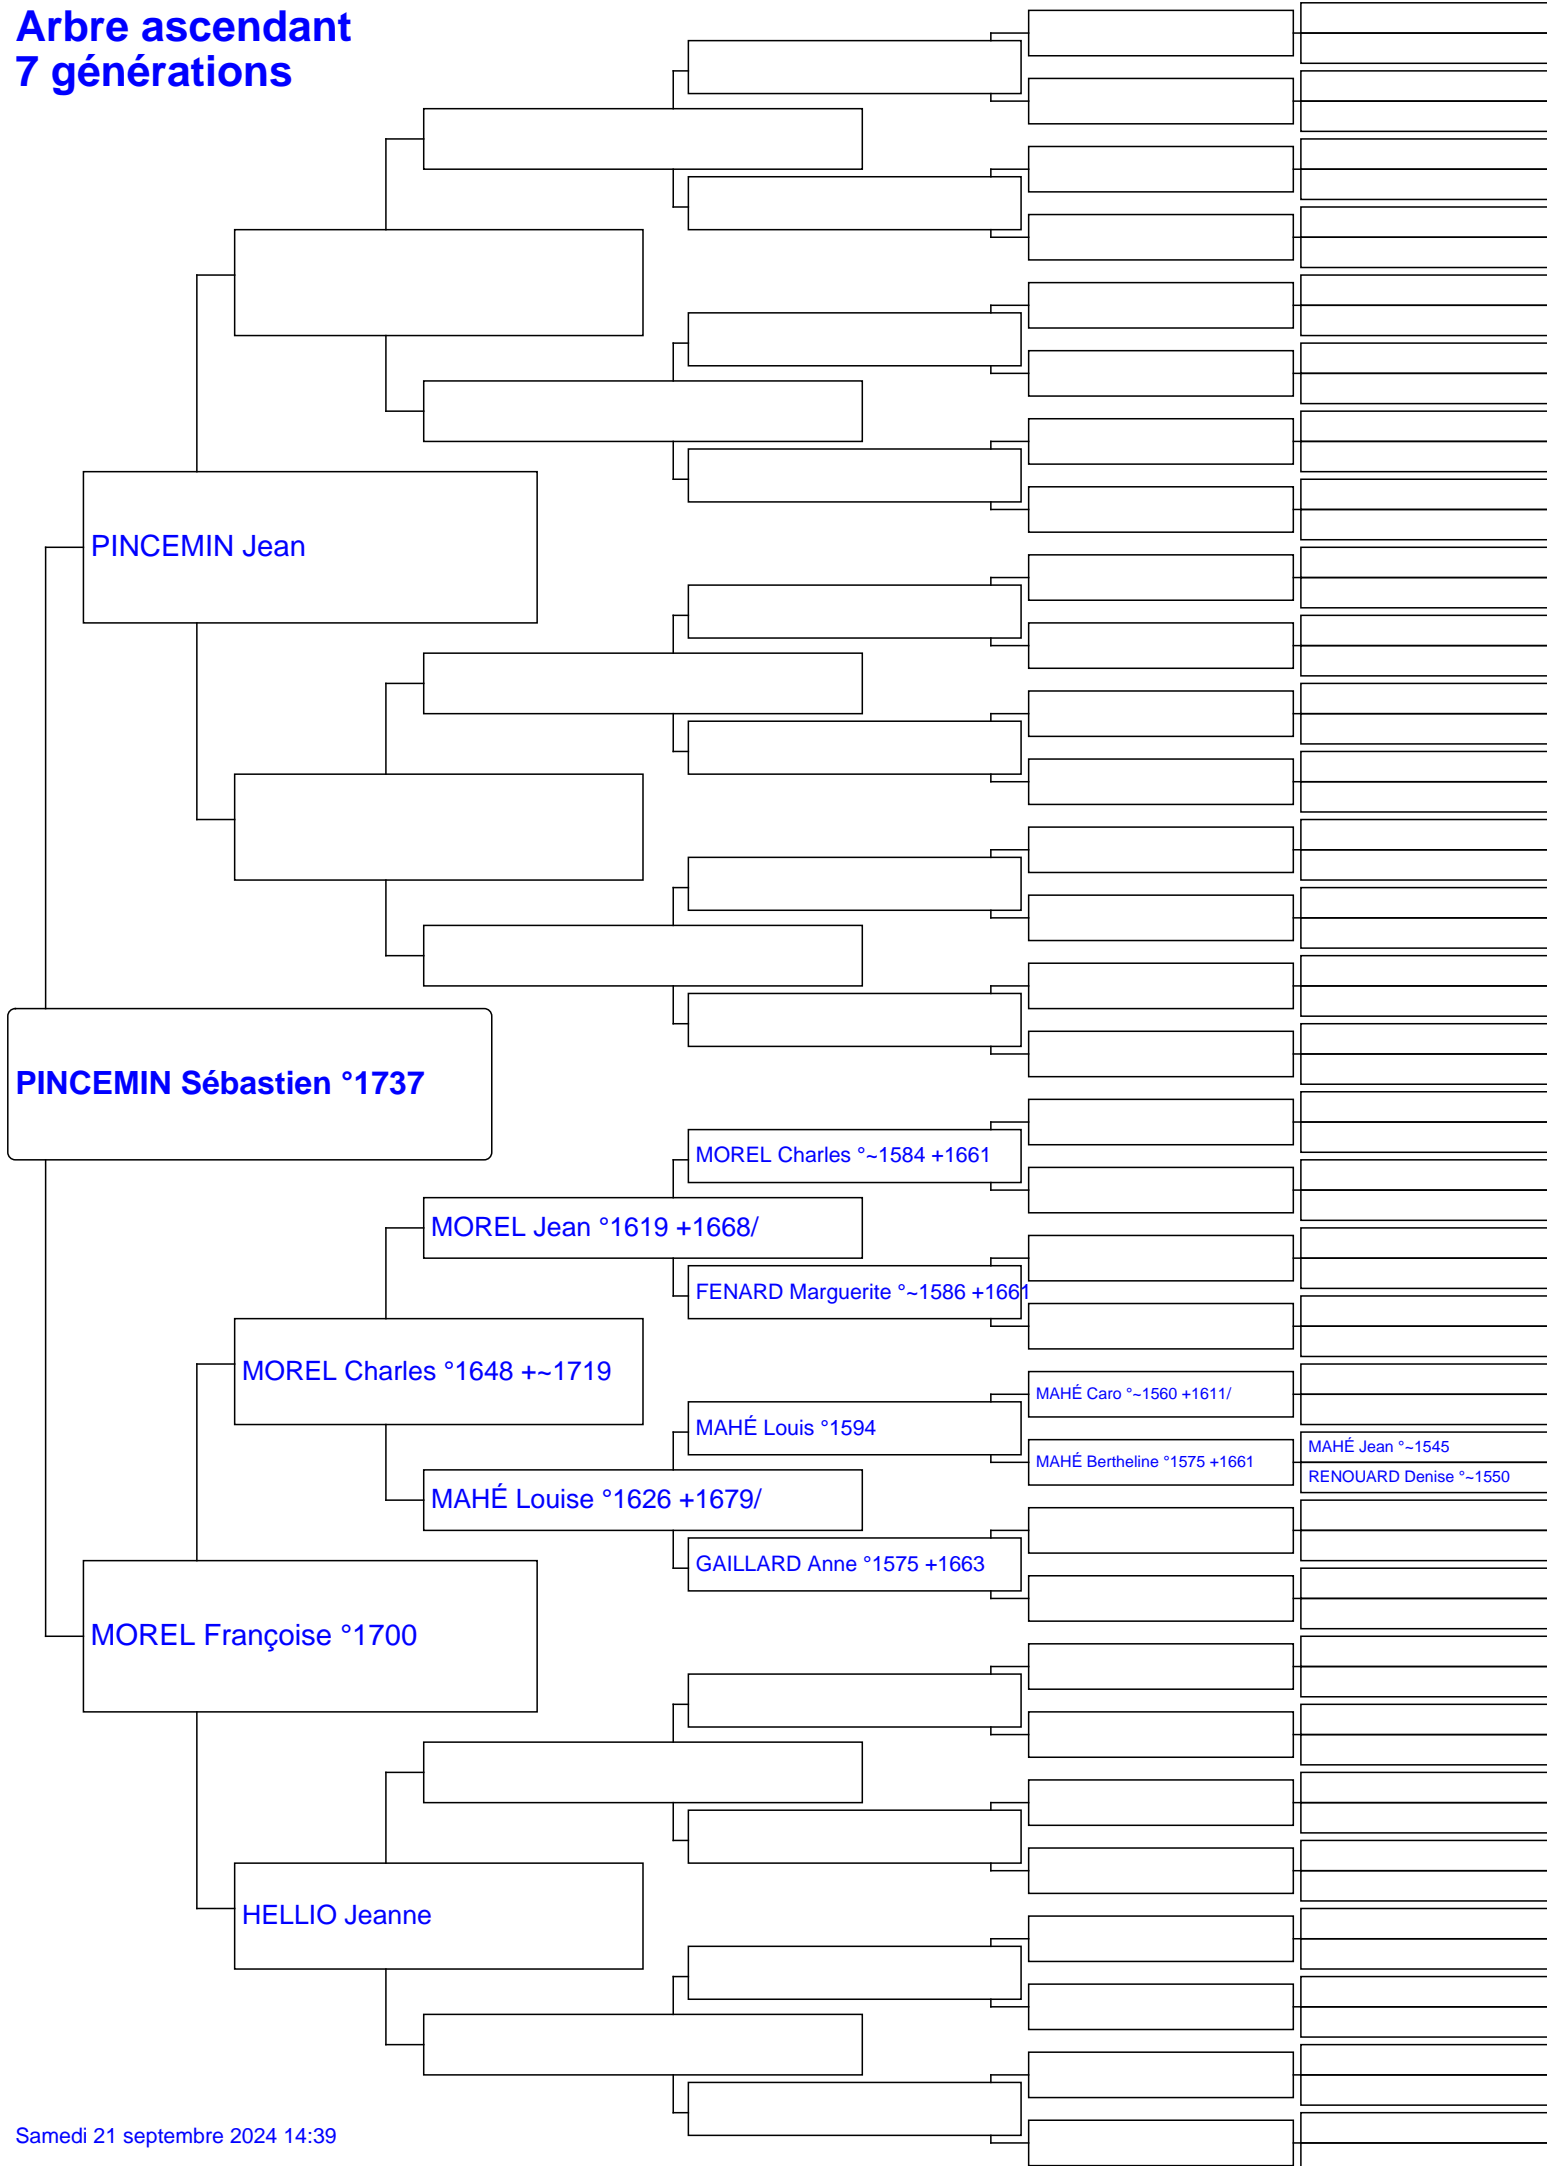 Arbre ascendant
7 générations
PINCEMIN Jean
PINCEMIN Sébastien °1737
MOREL Charles °~1584 +1661
MOREL Jean °1619 +1668/
FENARD Marguerite °~1586 +1661
MOREL Charles °1648 +~1719
MAHÉ Caro °~1560 +1611/
MAHÉ Louis °1594
MAHÉ Jean °~1545
MAHÉ Bertheline °1575 +1661
RENOUARD Denise °~1550
MAHÉ Louise °1626 +1679/
GAILLARD Anne °1575 +1663
MOREL Françoise °1700
HELLIO Jeanne
Samedi 21 septembre 2024 14:39